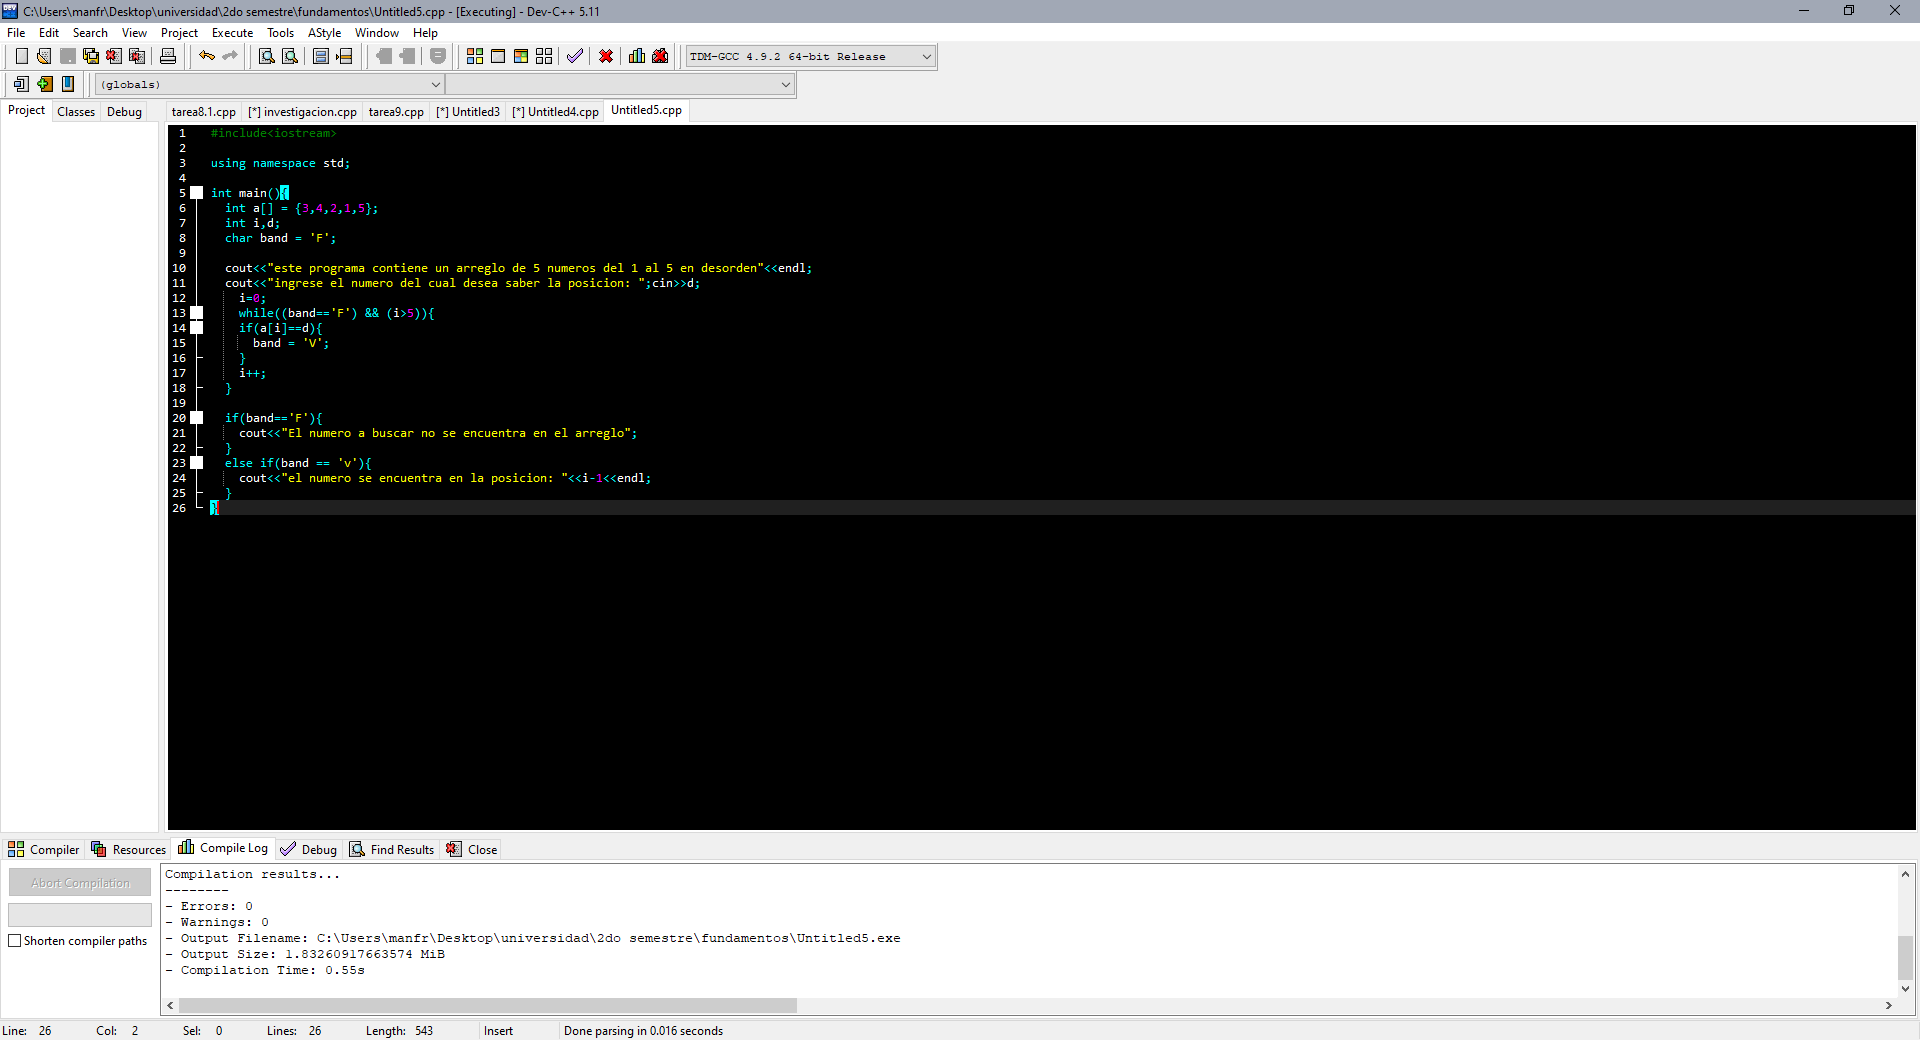 C:\Users\manfr\Desktop\universidad\2do semestre\fundamentos\Untitled5.cpp - [Executing] - Dev-C++ 5.11
File Edit Search View Project Execute Tools AStyle Window Help
TDM-GCC 4.9.2 64-bit Release
(globals)
Project Classes Debug tarea8.1.cpp [*] investigacion.cpp tarea9.cpp [*] Untitled3 [*] Untitled4.cpp Untitled5.cpp
1 #include<iostream>
2
3 using namespace std;
4
5 int main(){
6 int a[] = {3,4,2,1,5};
7 int i,d;
8 char band = 'F';
9
10 cout<<"este programa contiene un arreglo de 5 numeros del 1 al 5 en desorden"<<endl;
11 cout<<"ingrese el numero del cual desea saber la posicion: ";cin>>d;
12 i=0;
13 while((band=='F') && (i>5)){
14 if(a[i]==d){
15 band = 'V';
16 }
17 i++;
18 }
19
20 if(band=='F'){
21 cout<<"El numero a buscar no se encuentra en el arreglo";
22 }
23 else if(band == 'v'){
24 cout<<"el numero se encuentra en la posicion: "<<i-1<<endl;
25 }
26 }
Compiler Resources Compile Log Debug Find Results Close
Abort Compilation
Shorten compiler paths
Compilation results...
--------
- Errors: 0
- Warnings: 0
- Output Filename: C:\Users\manfr\Desktop\universidad\2do semestre\fundamentos\Untitled5.exe
- Output Size: 1.83260917663574 MiB
- Compilation Time: 0.55s
Line: 26 Col: 2 Sel: 0 Lines: 26 Length: 543 Insert Done parsing in 0.016 seconds